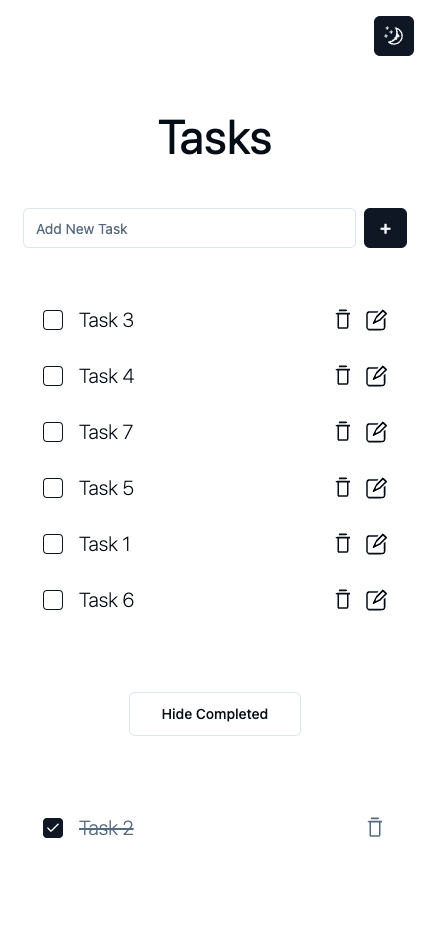 Tasks
Add New Task
+
Task 3
Task 4
Task 7
Task 5
Task 1
Task 6
Hide Completed
Task 2